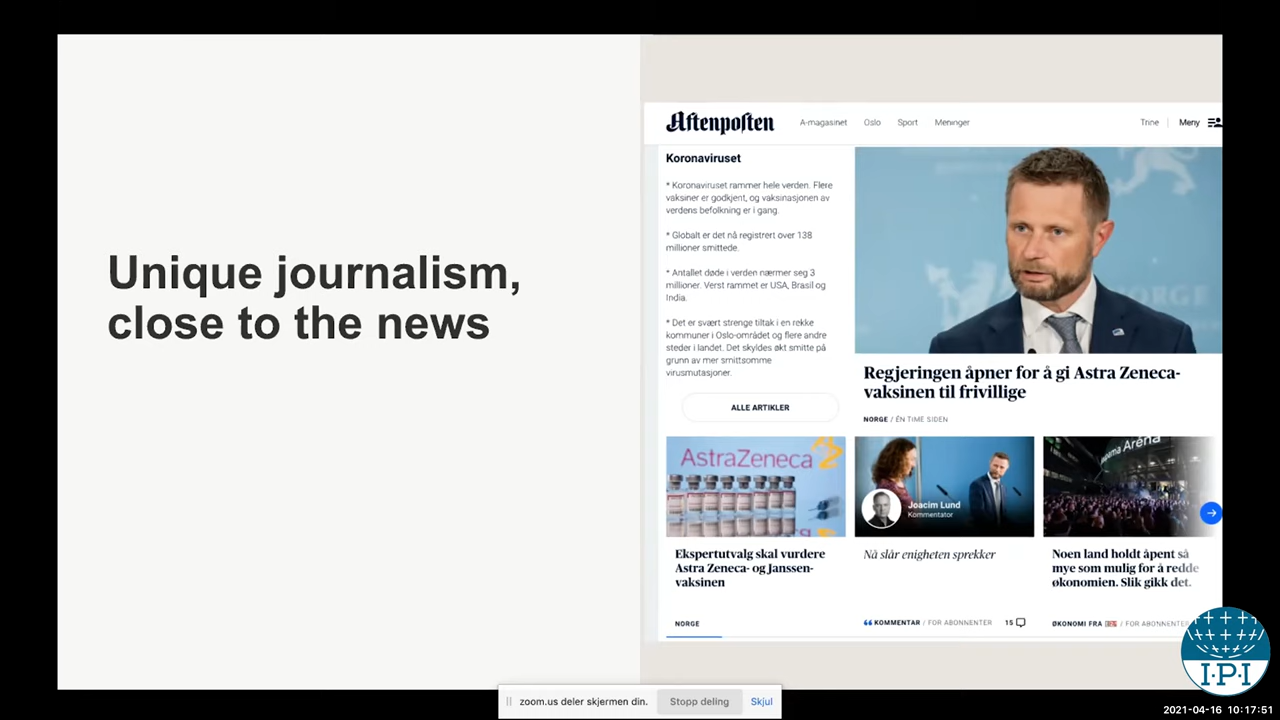 Unique journalism,
close to the news
Aftenposten
A-magasinet Oslo Sport Meninger
Trine Meny
Koronaviruset
* Koronaviruset rammer hele verden. Flere
vaksiner er godkjent, og vaksinasjonen av
verdens befolkning er i gang.
* Globalt er det nå registrert over 138
millioner smittede.
* Antallet døde i verden nærmer seg 3
millioner. Verst rammet er USA, Brasil og
India.
* Det er svært strenge tiltak i en rekke
kommuner i Oslo-området og flere andre
steder i landet. Det skyldes økt smitte på
grunn av mer smittsomme
virusmutasjoner.
ALLE ARTIKLER
Regjeringen åpner for å gi Astra Zeneca-
vaksinen til frivillige
NORGE / ÉN TIME SIDEN
AstraZeneca
Joacim Lund
Kommentator
Arena
Ekspertutvalg skal vurdere
Astra Zeneca- og Janssen-
vaksinen
NORGE
Nå slår enigheten sprekker
KOMMENTAR / FOR ABONNENTER 15
Noen land holdt åpent så
mye som mulig for å redde
økonomien. Slik gikk det.
ØKONOMI FRA / FOR ABONNENTER
I·P·I
zoom.us deler skjermen din. Stopp deling Skjul
2021-04-16 10:17:51